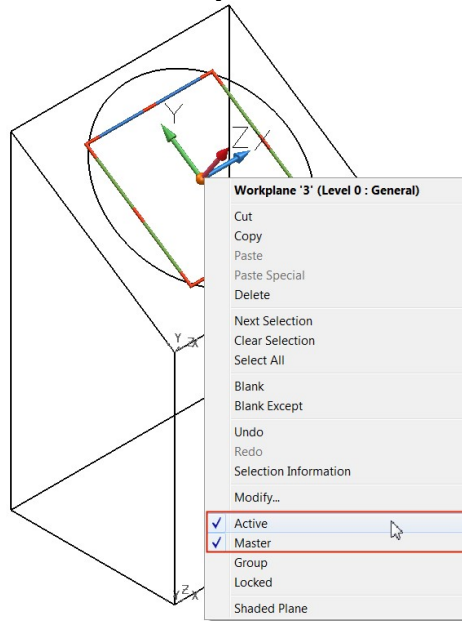 Y
Z
X
Workplane '3' (Level 0 : General)
Cut
Copy
Paste
Paste Special
Delete
Next Selection
Clear Selection
Select All
Blank
Blank Except
Undo
Redo
Selection Information
Modify...
Y
ZX
Active
Master
Group
Locked
Y Z X
Shaded Plane